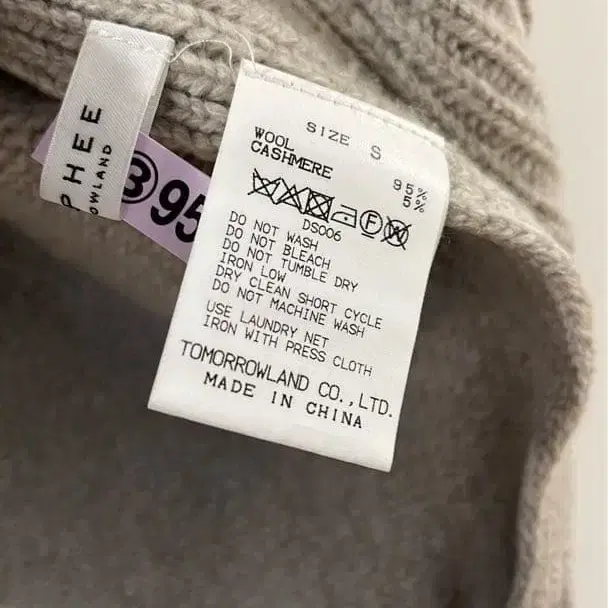 PHEE
OWLAND
③95
SIZE S
WOOL 95%
CASHMERE 5%
F W
DS006
DO NOT WASH
DO NOT BLEACH
DO NOT TUMBLE DRY
IRON LOW
DRY CLEAN SHORT CYCLE
DO NOT MACHINE WASH
USE LAUNDRY NET
IRON WITH PRESS CLOTH
TOMORROWLAND CO.,LTD.
MADE IN CHINA